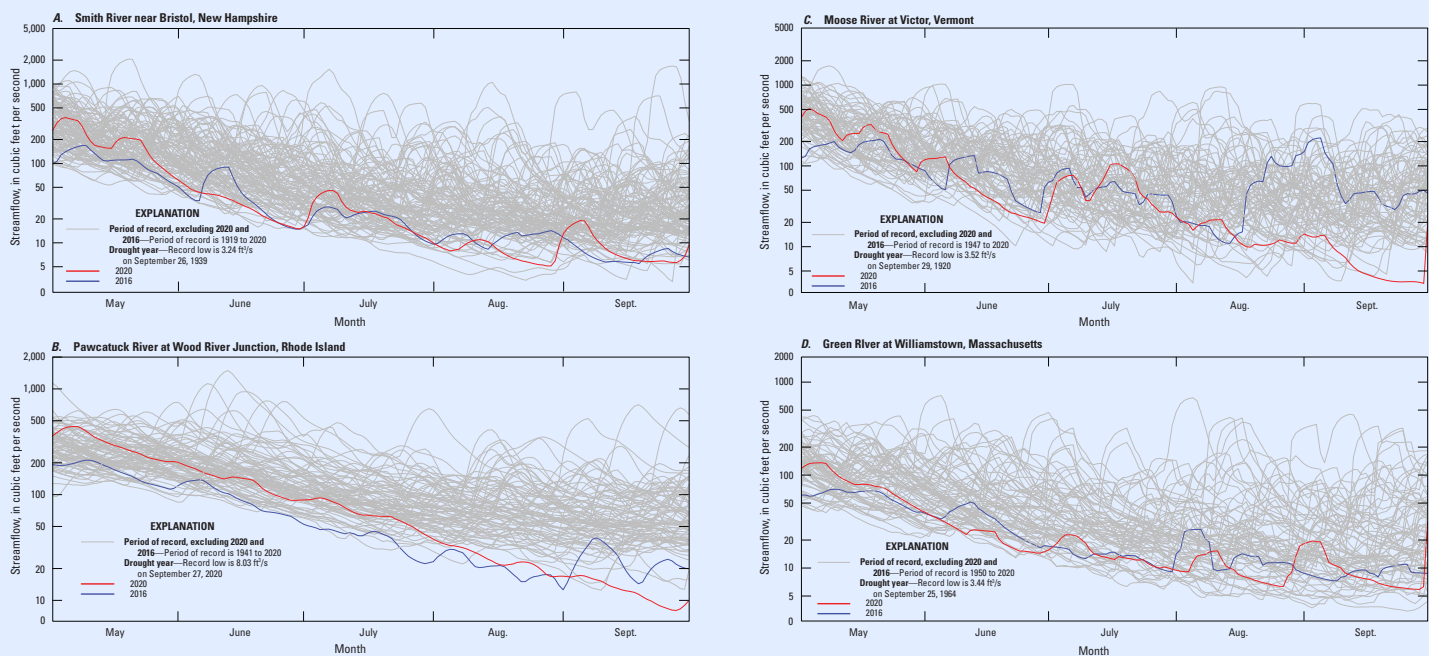 A. Smith River near Bristol, New Hampshire
Streamflow, in cubic feet per second
5,000
2,000
1,000
500
200
100
50
20
10
5
0
EXPLANATION
Period of record, excluding 2020 and
2016—Period of record is 1919 to 2020
Drought year—Record low is 3.24 ft³/s
on September 26, 1939
2020
2016
May June July Aug. Sept.
Month
B. Pawcatuck River at Wood River Junction, Rhode Island
Streamflow, in cubic feet per second
2,000
1,000
500
200
100
50
20
10
0
EXPLANATION
Period of record, excluding 2020 and
2016—Period of record is 1941 to 2020
Drought year—Record low is 8.03 ft³/s
on September 27, 2020
2020
2016
May June July Aug. Sept.
Month
C. Moose River at Victor, Vermont
Streamflow, in cubic feet per second
5000
2000
1000
500
200
100
50
20
10
5
0
EXPLANATION
Period of record, excluding 2020 and
2016—Period of record is 1947 to 2020
Drought year—Record low is 3.52 ft³/s
on September 29, 1920
2020
2016
May June July Aug. Sept.
Month
D. Green RIver at Williamstown, Massachusetts
Streamflow, in cubic feet per second
2000
1000
500
200
100
50
20
10
5
0
EXPLANATION
Period of record, excluding 2020 and
2016—Period of record is 1950 to 2020
Drought year—Record low is 3.44 ft³/s
on September 25, 1964
2020
2016
May June July Aug. Sept.
Month